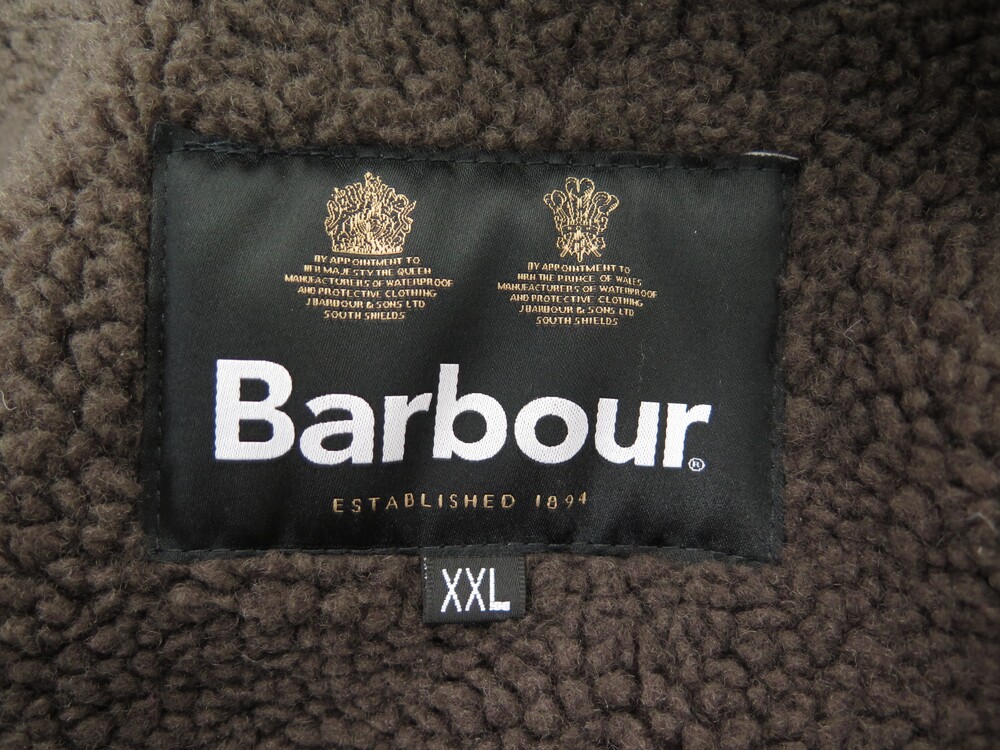 BY APPOINTMENT TO
HER MAJESTY THE QUEEN
MANUFACTURERS OF WATERPROOF
AND PROTECTIVE CLOTHING
J BARBOUR & SONS LTD
SOUTH SHIELDS
BY APPOINTMENT TO
HRH THE PRINCE OF WALES
MANUFACTURERS OF WATERPROOF
AND PROTECTIVE CLOTHING
J BARBOUR & SONS LTD
SOUTH SHIELDS
Barbour®
ESTABLISHED 1894
XXL